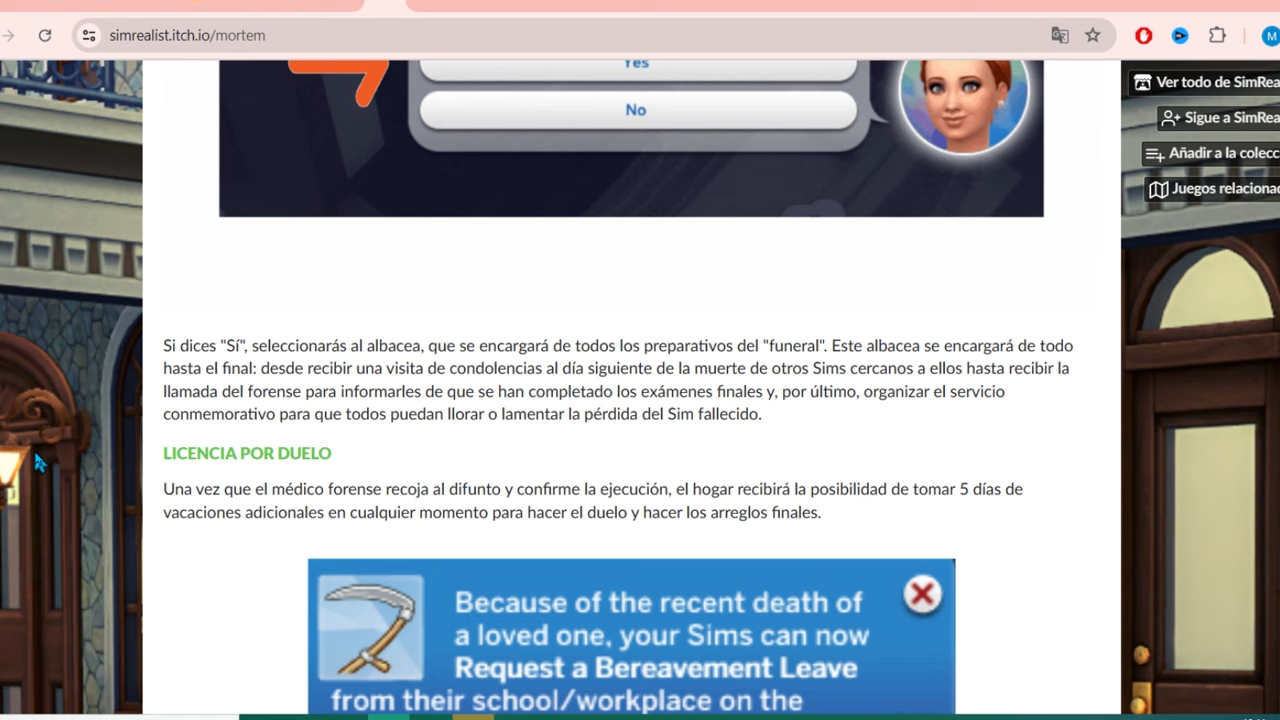 simrealist.itch.io/mortem
M
Yes
No
Ver todo de SimRea
Sigue a SimRea
Añadir a la colecc
Juegos relaciona
Si dices "Sí", seleccionarás al albacea, que se encargará de todos los preparativos del "funeral". Este albacea se encargará de todo
hasta el final: desde recibir una visita de condolencias al día siguiente de la muerte de otros Sims cercanos a ellos hasta recibir la
llamada del forense para informarles de que se han completado los exámenes finales y, por último, organizar el servicio
conmemorativo para que todos puedan llorar o lamentar la pérdida del Sim fallecido.
LICENCIA POR DUELO
Una vez que el médico forense recoja al difunto y confirme la ejecución, el hogar recibirá la posibilidad de tomar 5 días de
vacaciones adicionales en cualquier momento para hacer el duelo y hacer los arreglos finales.
Because of the recent death of
a loved one, your Sims can now
Request a Bereavement Leave
from their school/workplace on the